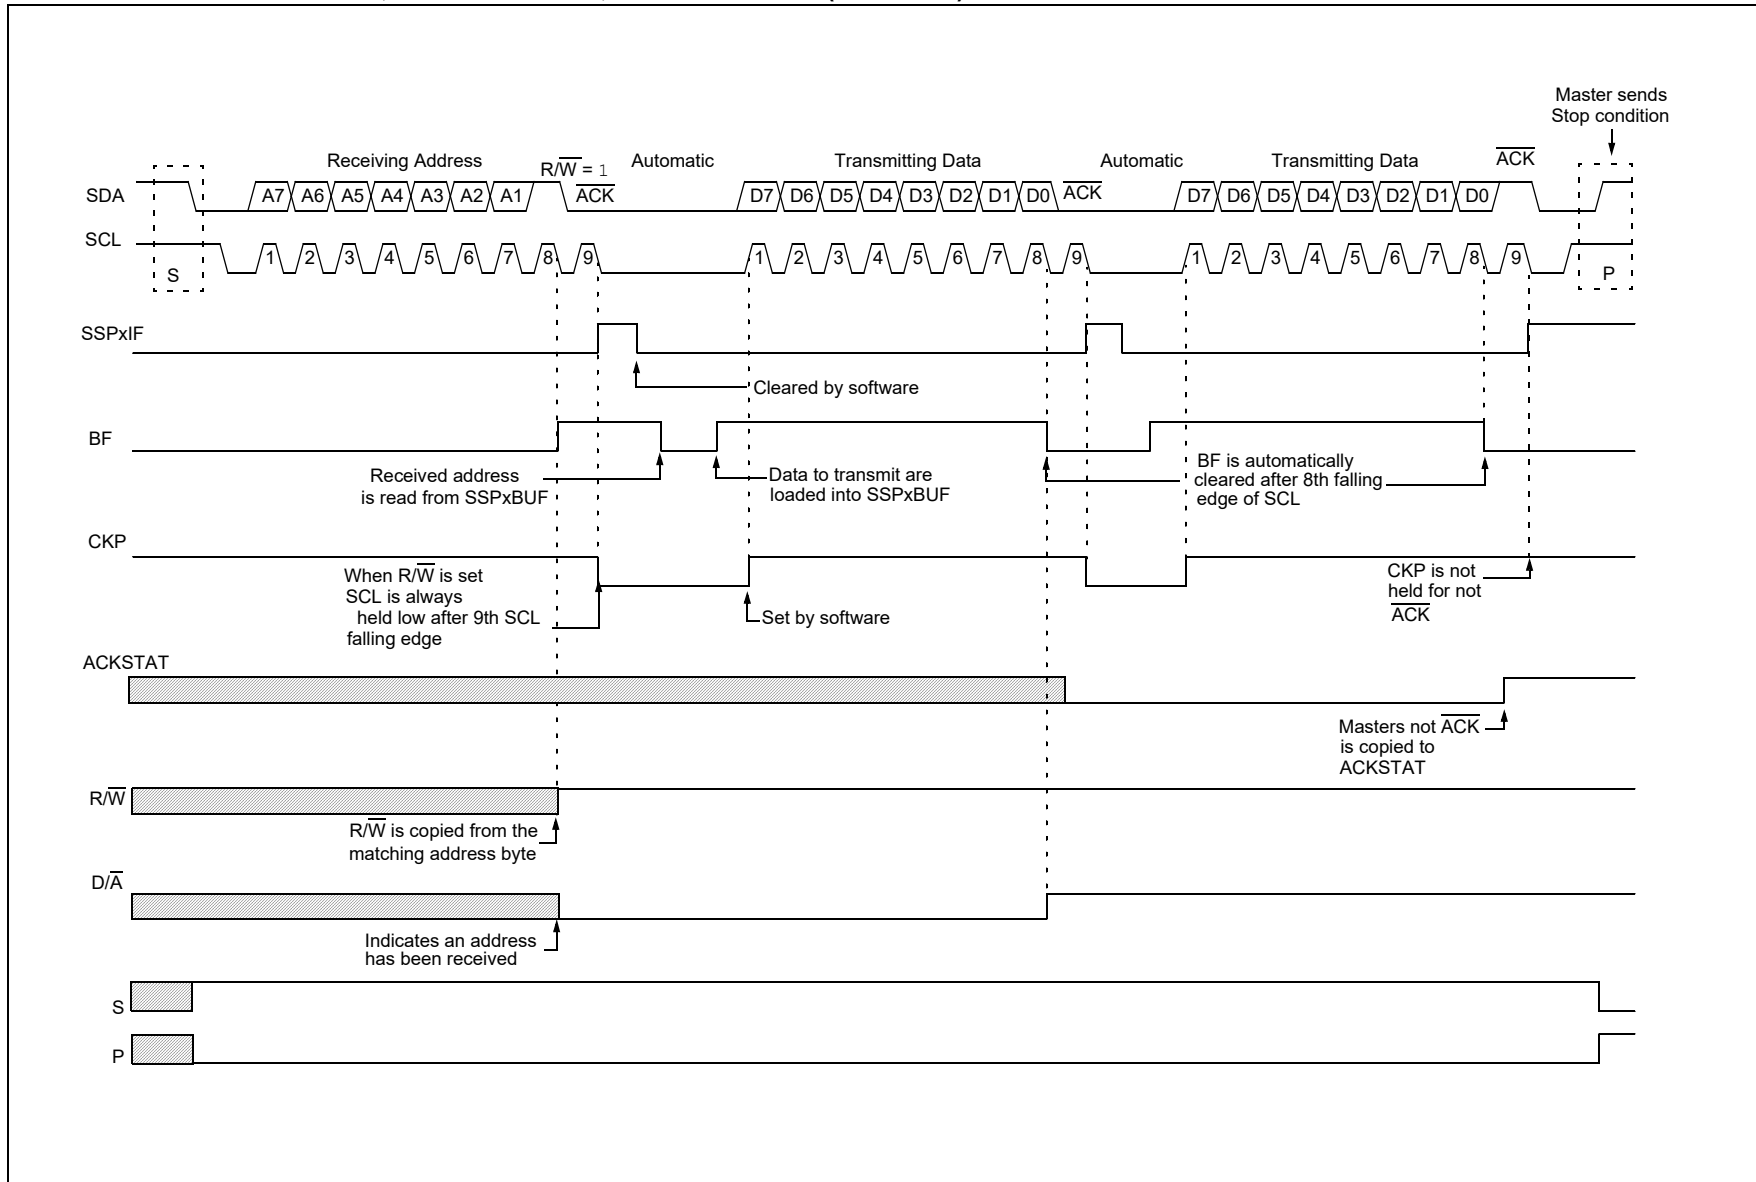 Master sends
Stop condition
Receiving Address
R/W = 1
Automatic
Transmitting Data
Automatic
Transmitting Data
ACK
SDA
A7 A6 A5 A4 A3 A2 A1
ACK
D7 D6 D5 D4 D3 D2 D1 D0
ACK
D7 D6 D5 D4 D3 D2 D1 D0
SCL
1 2 3 4 5 6 7 8 9
1 2 3 4 5 6 7 8 9
1 2 3 4 5 6 7 8 9
S
P
SSPxIF
Cleared by software
BF
Received address
is read from SSPxBUF
Data to transmit are
loaded into SSPxBUF
BF is automatically
cleared after 8th falling
edge of SCL
CKP
When R/W is set
SCL is always
held low after 9th SCL
falling edge
Set by software
CKP is not
held for not
ACK
ACKSTAT
Masters not ACK
is copied to
ACKSTAT
R/W
R/W is copied from the
matching address byte
D/A
Indicates an address
has been received
S
P